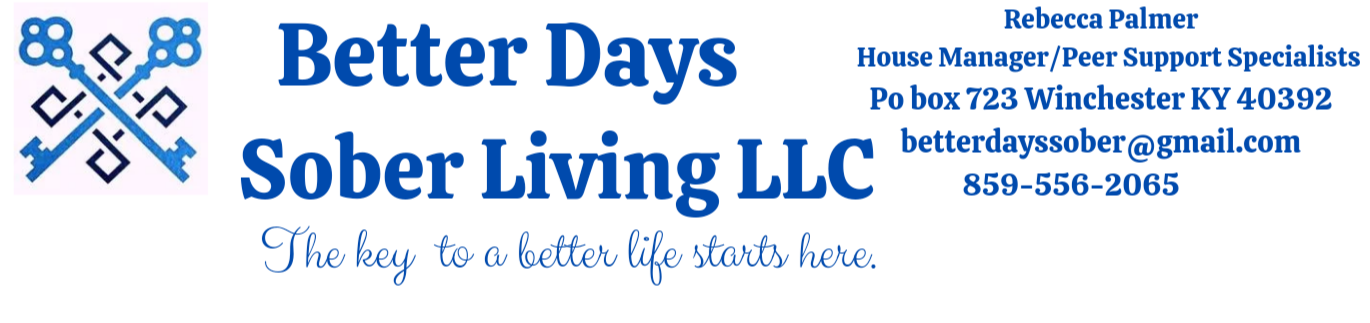 Better Days
Sober Living LLC
The key to a better life starts here.
Rebecca Palmer
House Manager/Peer Support Specialists
Po box 723 Winchester KY 40392
betterdayssober@gmail.com
859-556-2065